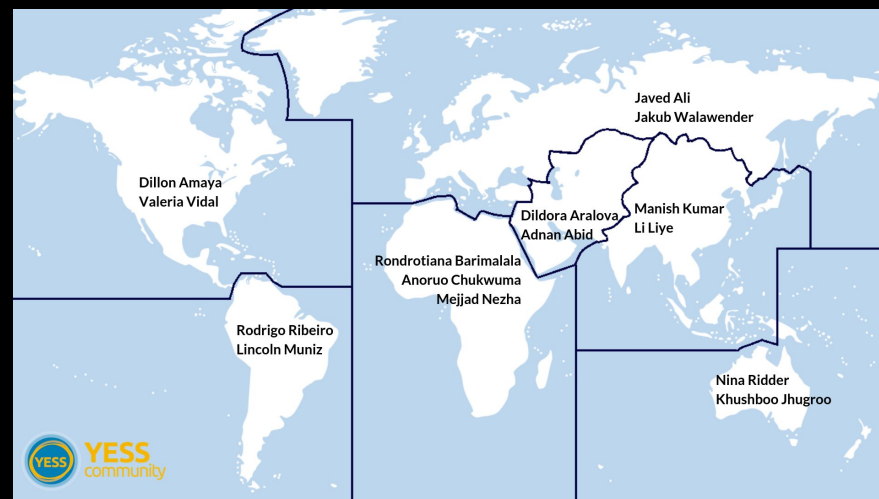 Javed Ali
Jakub Walawender
Dillon Amaya
Valeria Vidal
Dildora Aralova
Adnan Abid
Manish Kumar
Li Liye
Rondrotiana Barimalala
Anoruo Chukwuma
Mejjad Nezha
Rodrigo Ribeiro
Lincoln Muniz
Nina Ridder
Khushboo Jhugroo
YESS
YESS
community